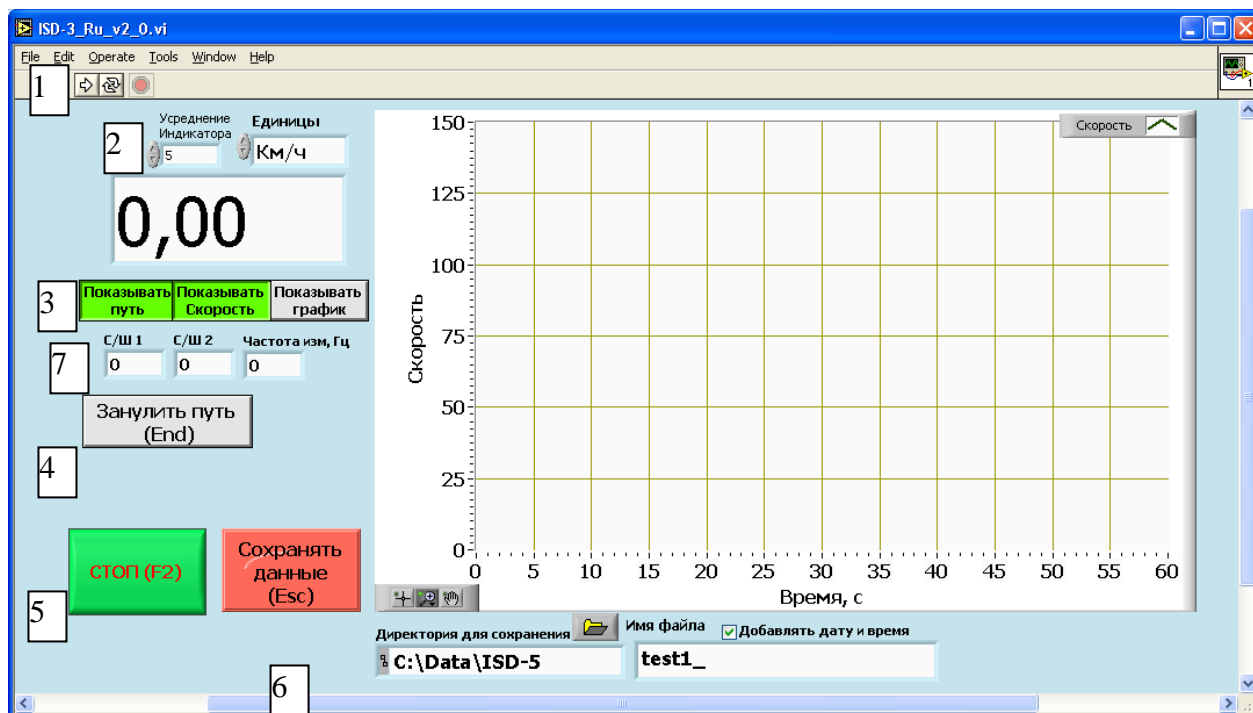 ISD-3_Ru_v2_0.vi
File Edit Operate Tools Window Help
1
1
2
Усреднение
Индикатора
5
Единицы
Км/ч
0,00
3
Показывать
путь
Показывать
Скорость
Показывать
график
7
С/Ш 1
0
С/Ш 2
0
Частота изм, Гц
0
Занулить путь
(End)
4
СТОП (F2)
Сохранять
данные
(Esc)
5
6
Скорость
150
125
100
75
50
25
0
Скорость
0 5 10 15 20 25 30 35 40 45 50 55 60
Время, с
Директория для сохранения
C:\Data\ISD-5
Имя файла
Добавлять дату и время
test1_